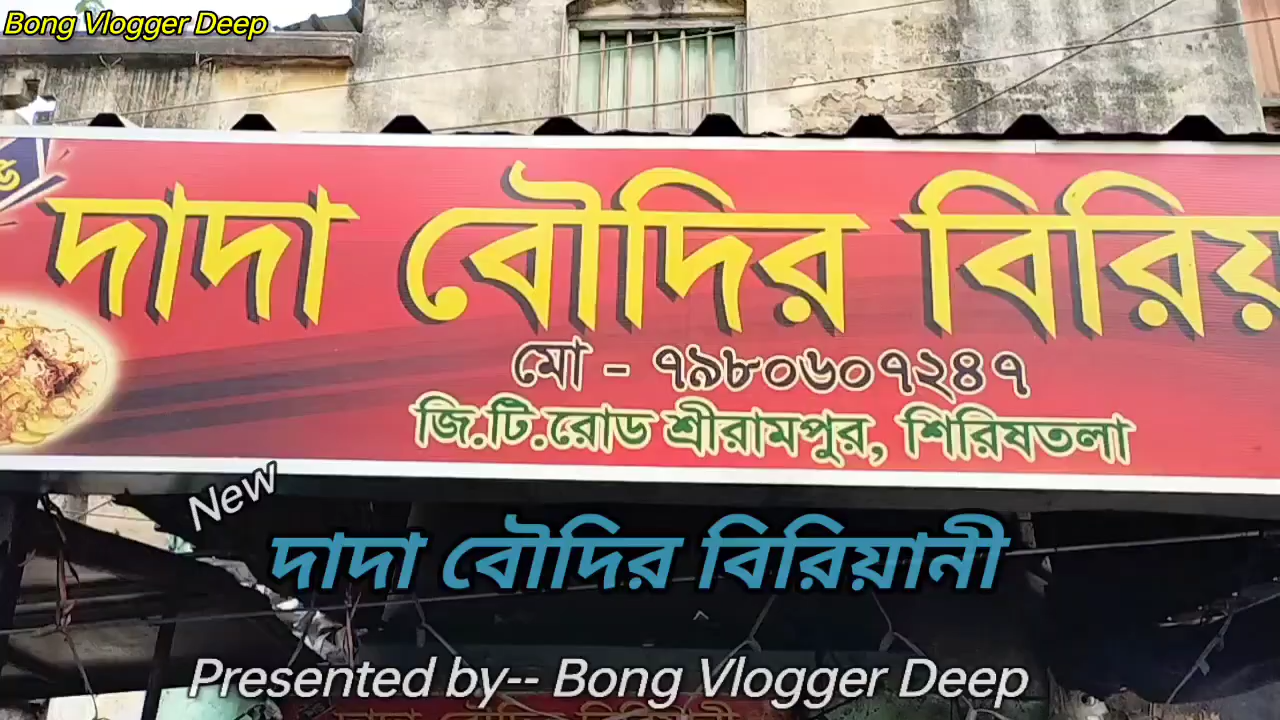 Bong Vlogger Deep
দাদা বৌদির বিরিয়
মো - ৭৯৮০৬০৭২৪৭
জি.টি.রোড শ্রীরামপুর, শিরিষতলা
New
দাদা বৌদির বিরিয়ানী
Presented by-- Bong Vlogger Deep
দাদা বৌদির বিরিয়ানী